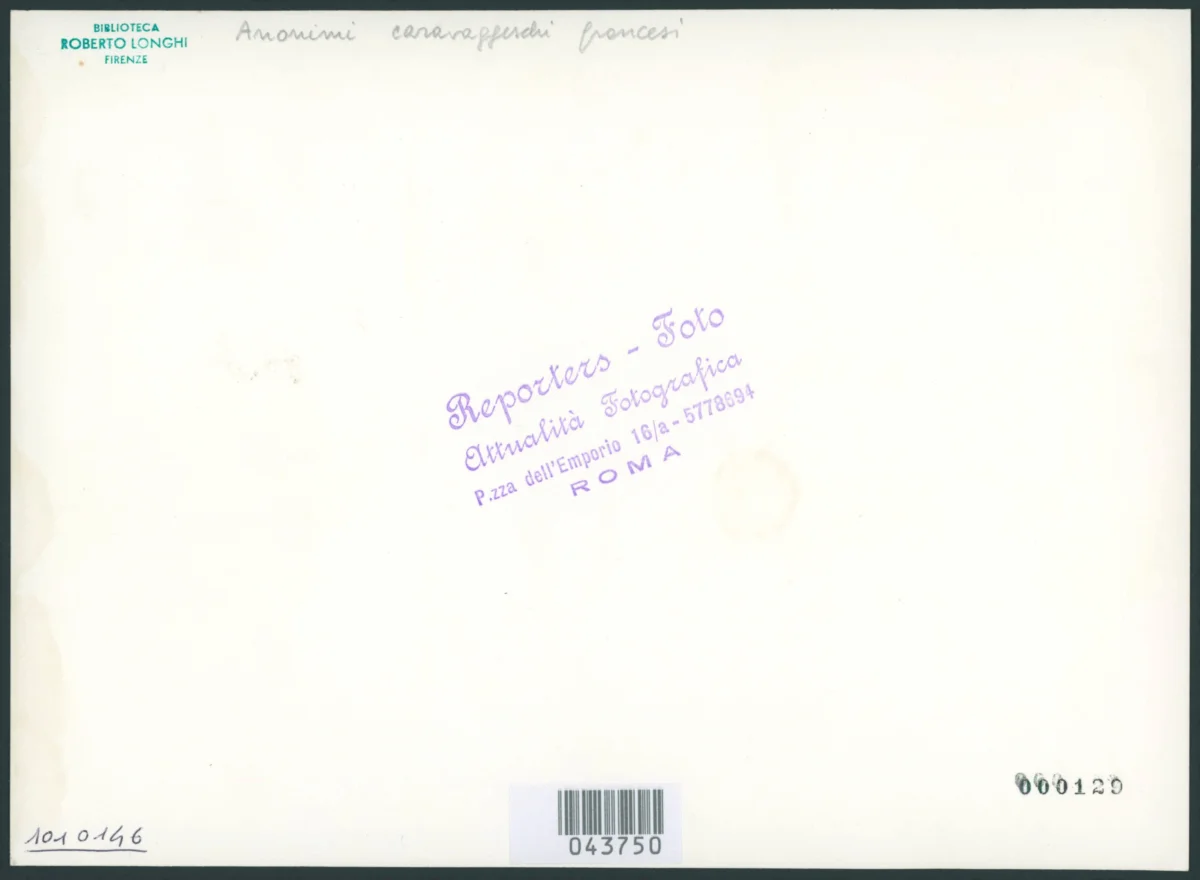 BIBLIOTECA
ROBERTO LONGHI
FIRENZE
Anonimi caravaggeschi francesi
Reporters - Foto
Attualità Fotografica
P.zza dell'Emporio 16/a - 5778694
ROMA
000129
1010146
043750